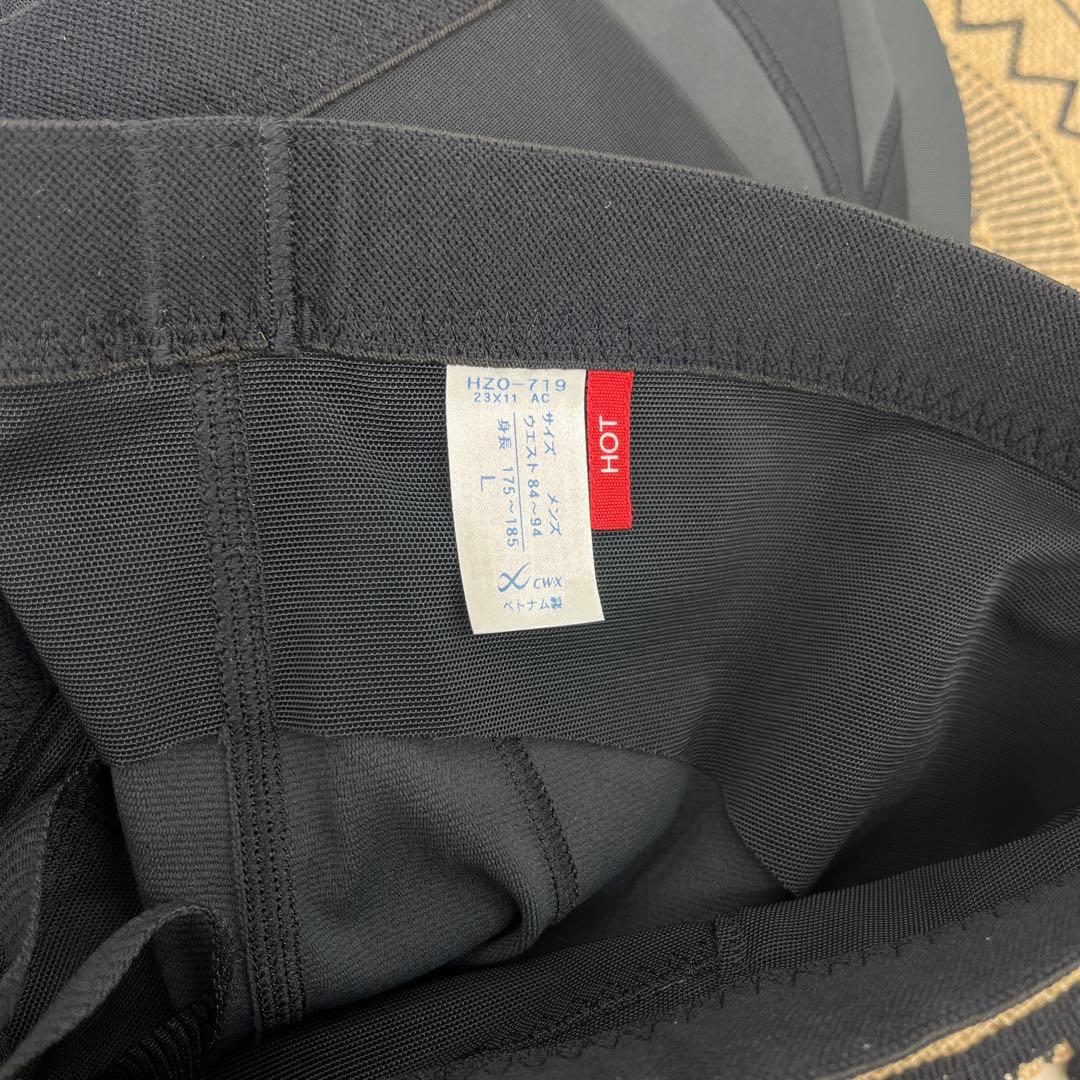 HZO-719
23X11 AC
サイズ メンズ
ウエスト84~94
身長 175~185
L
CW-X
ベトナム製
HOT